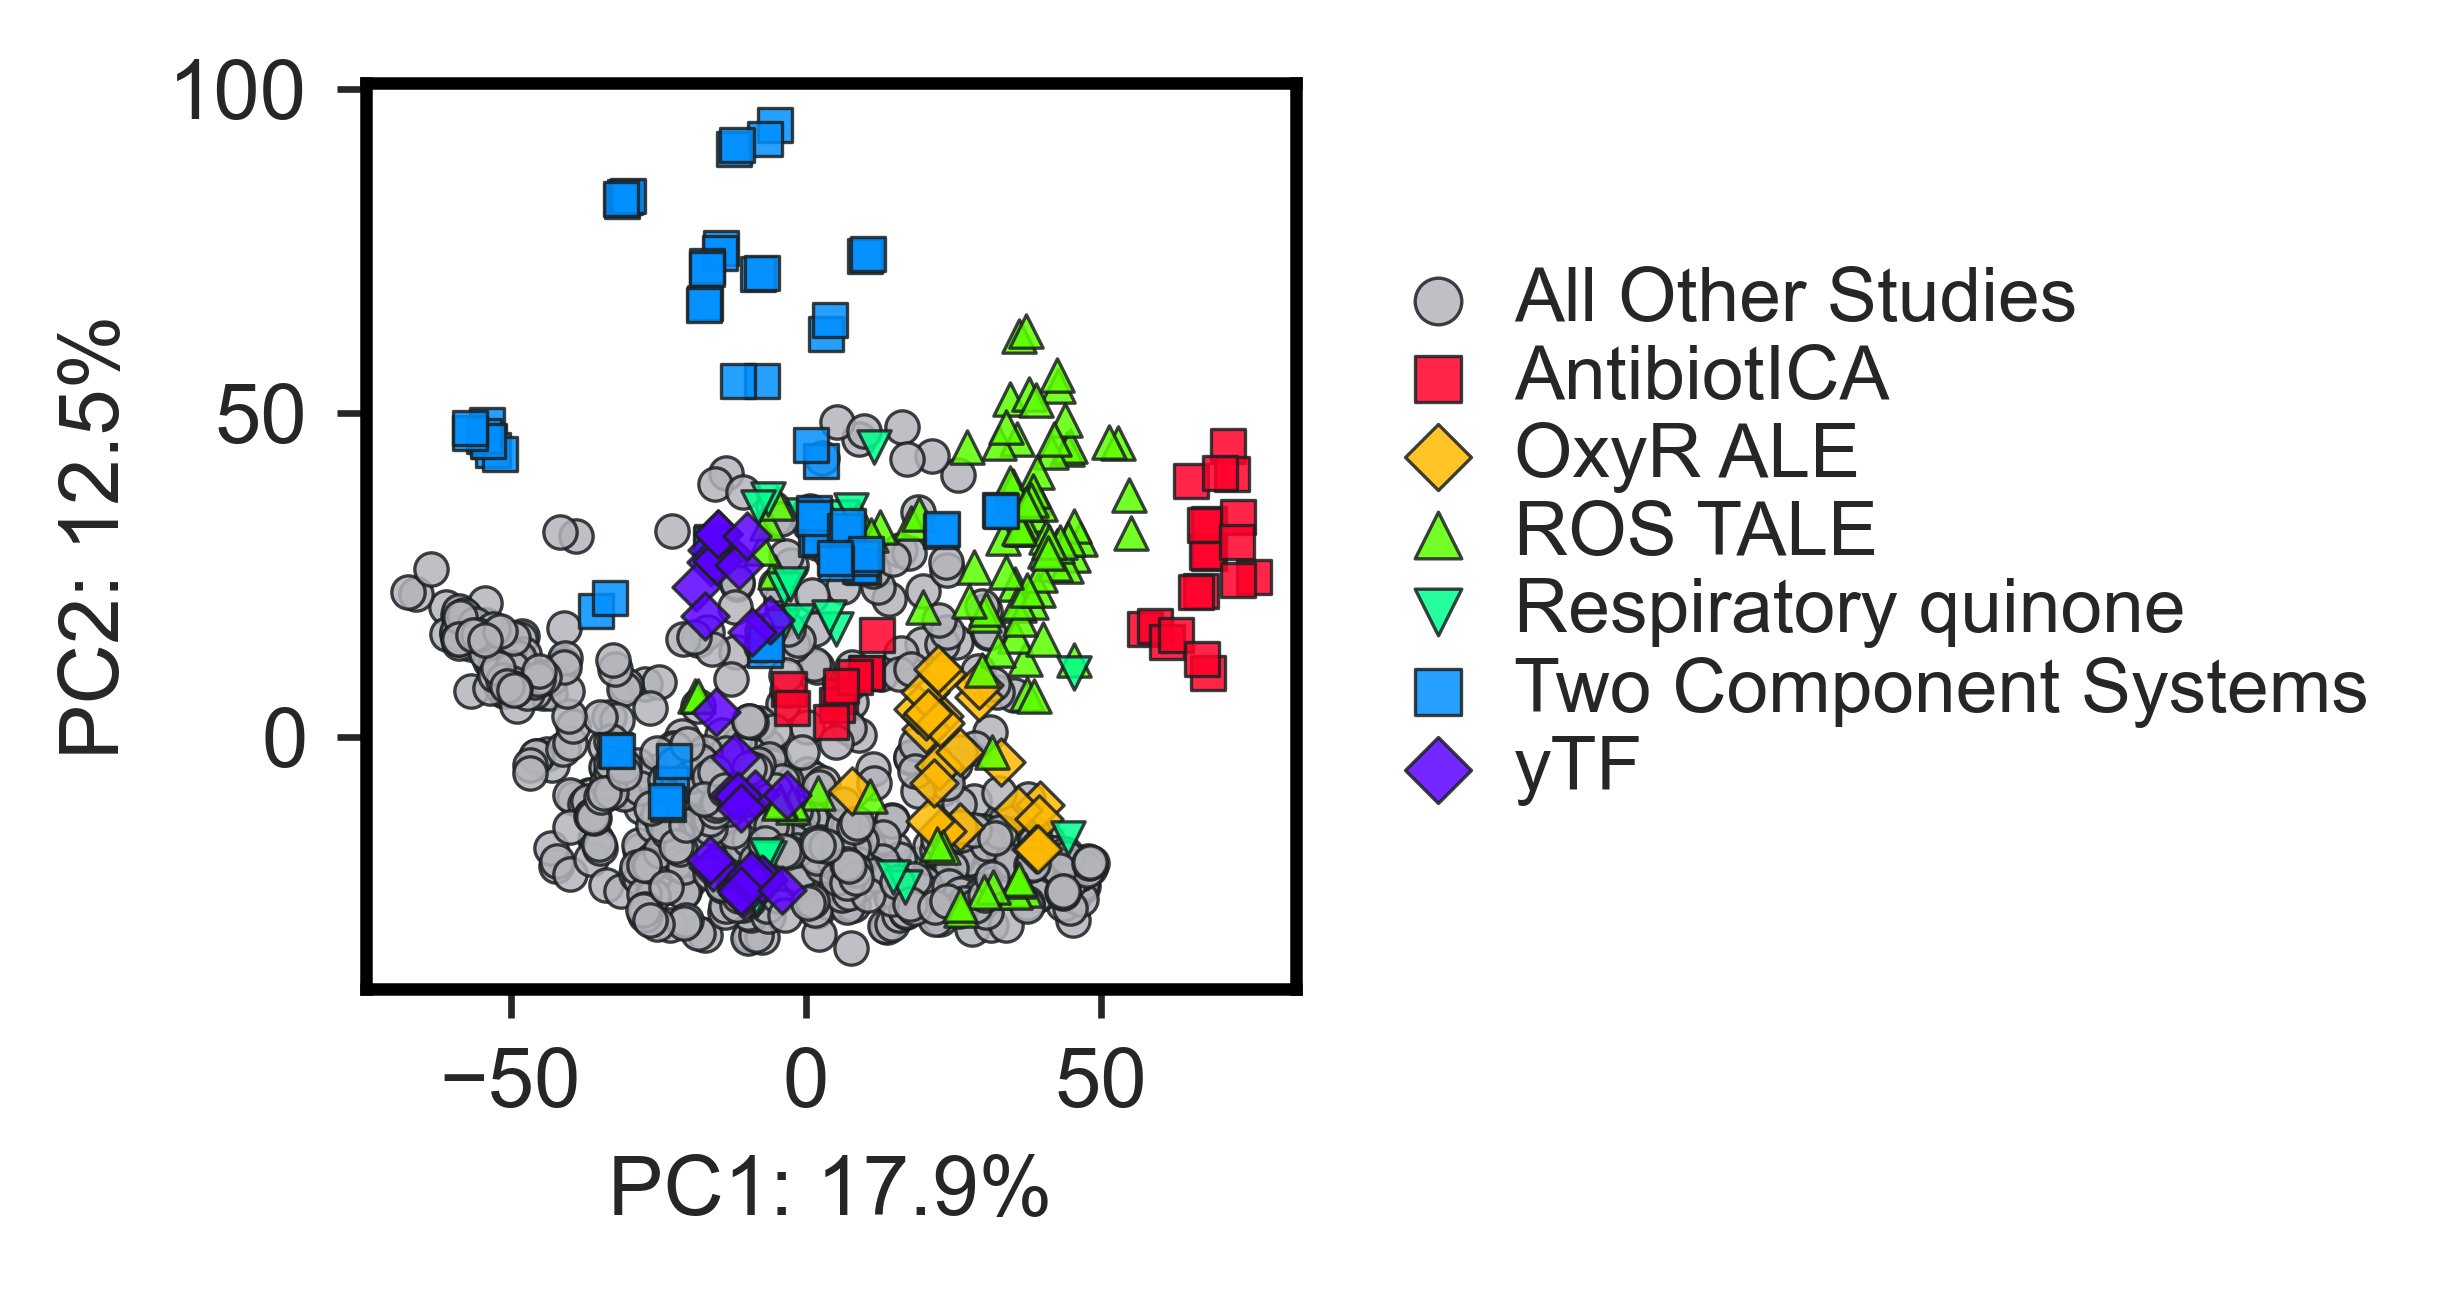 100
50
0
PC2: 12.5%
−50
0
50
PC1: 17.9%
All Other Studies
AntibiotICA
OxyR ALE
ROS TALE
Respiratory quinone
Two Component Systems
yTF